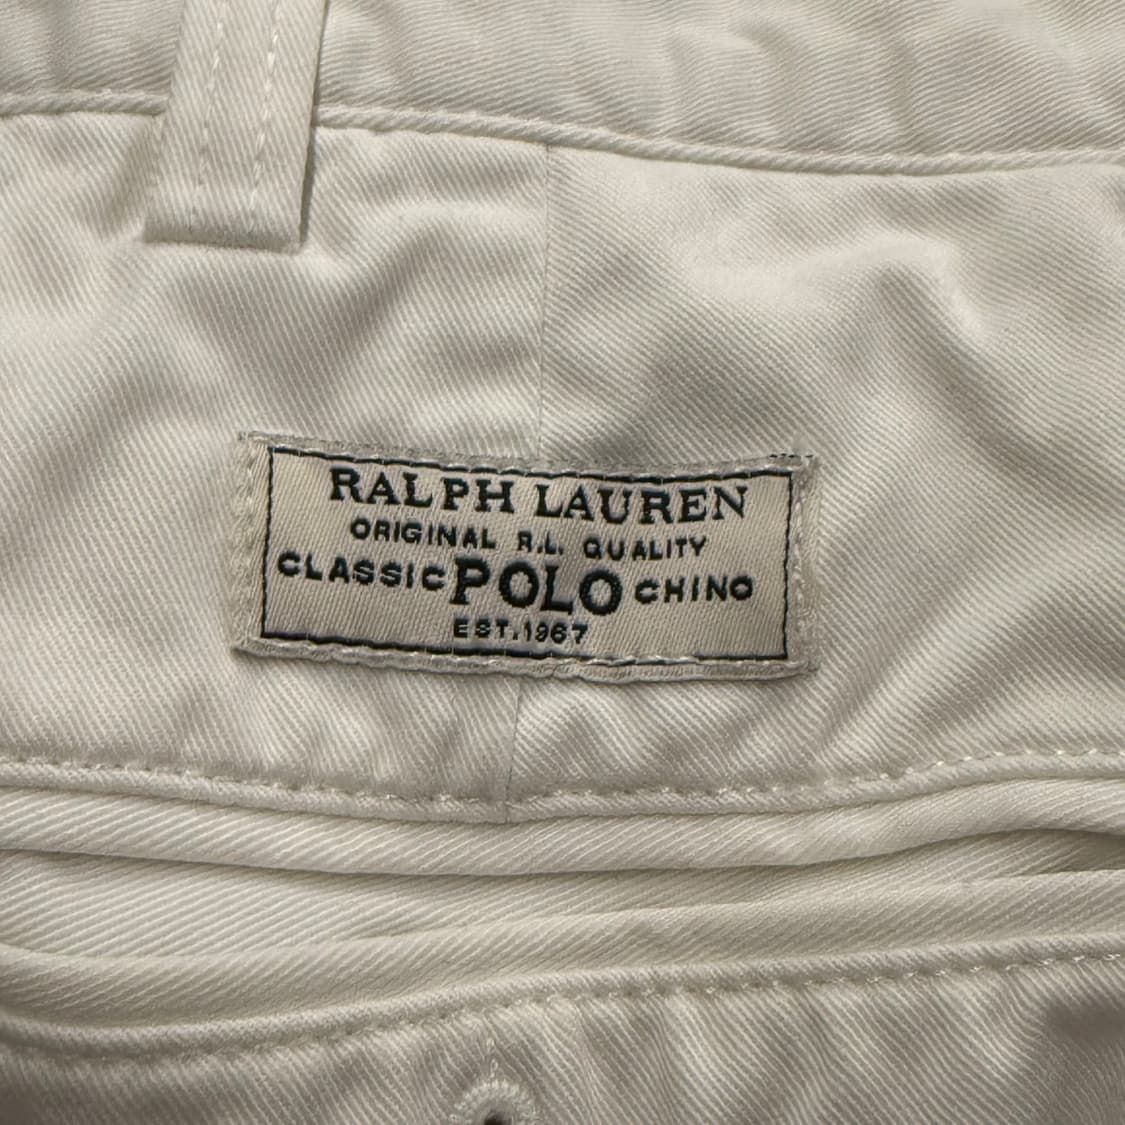 RALPH LAUREN
ORIGINAL R.L. QUALITY
CLASSIC POLO CHINO
EST.1967